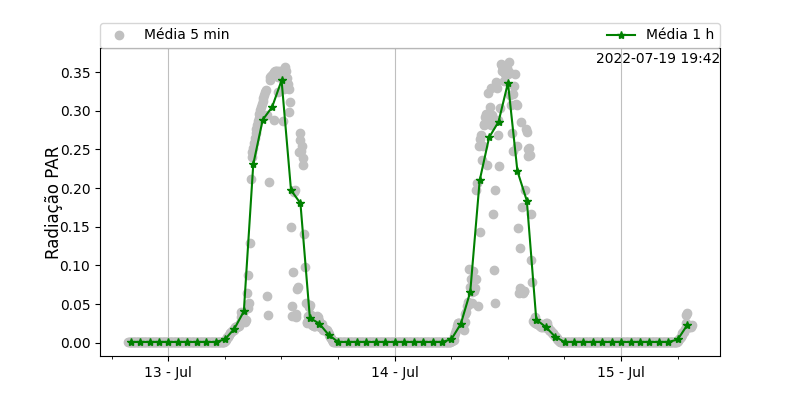 Média 5 min
Média 1 h
2022-07-19 19:42
Radiação PAR
0.35
0.30
0.25
0.20
0.15
0.10
0.05
0.00
13 - Jul
14 - Jul
15 - Jul